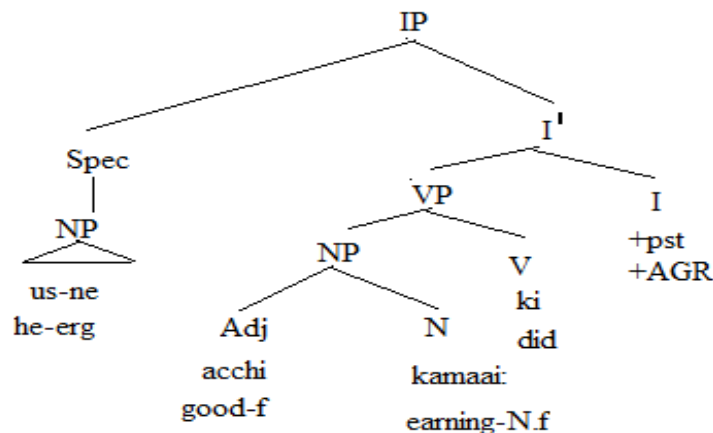 IP
I'
Spec
VP
I
NP
NP
V
+pst
+AGR
us-ne
he-erg
ki
did
Adj
N
acchi
good-f
kamaai:
earning-N.f